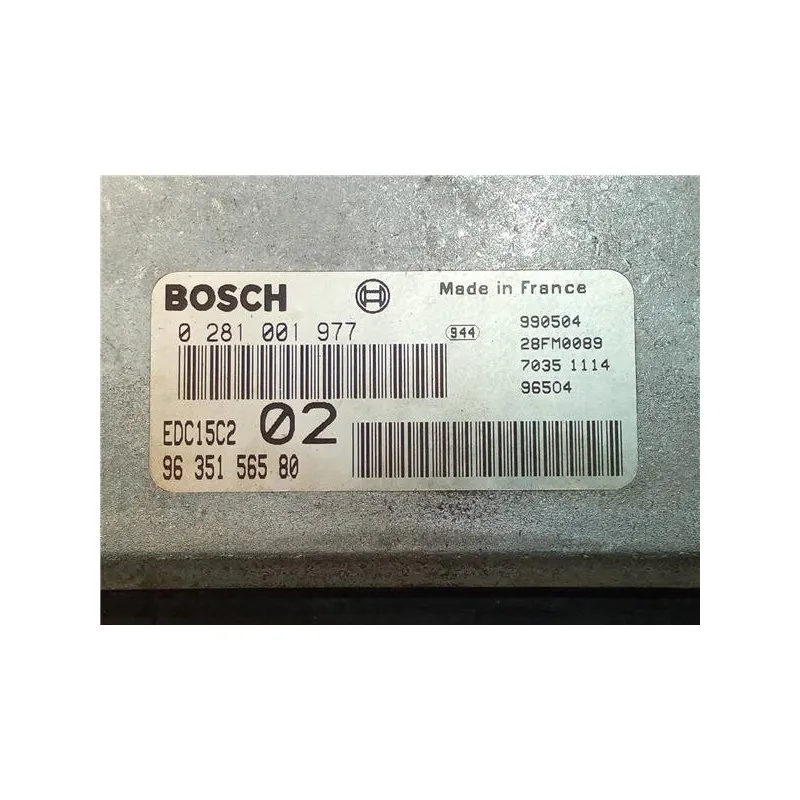 BOSCH
Made in France
0 281 001 977
944
990504
28FM0089
7035 1114
96504
EDC15C2
02
96 351 565 80